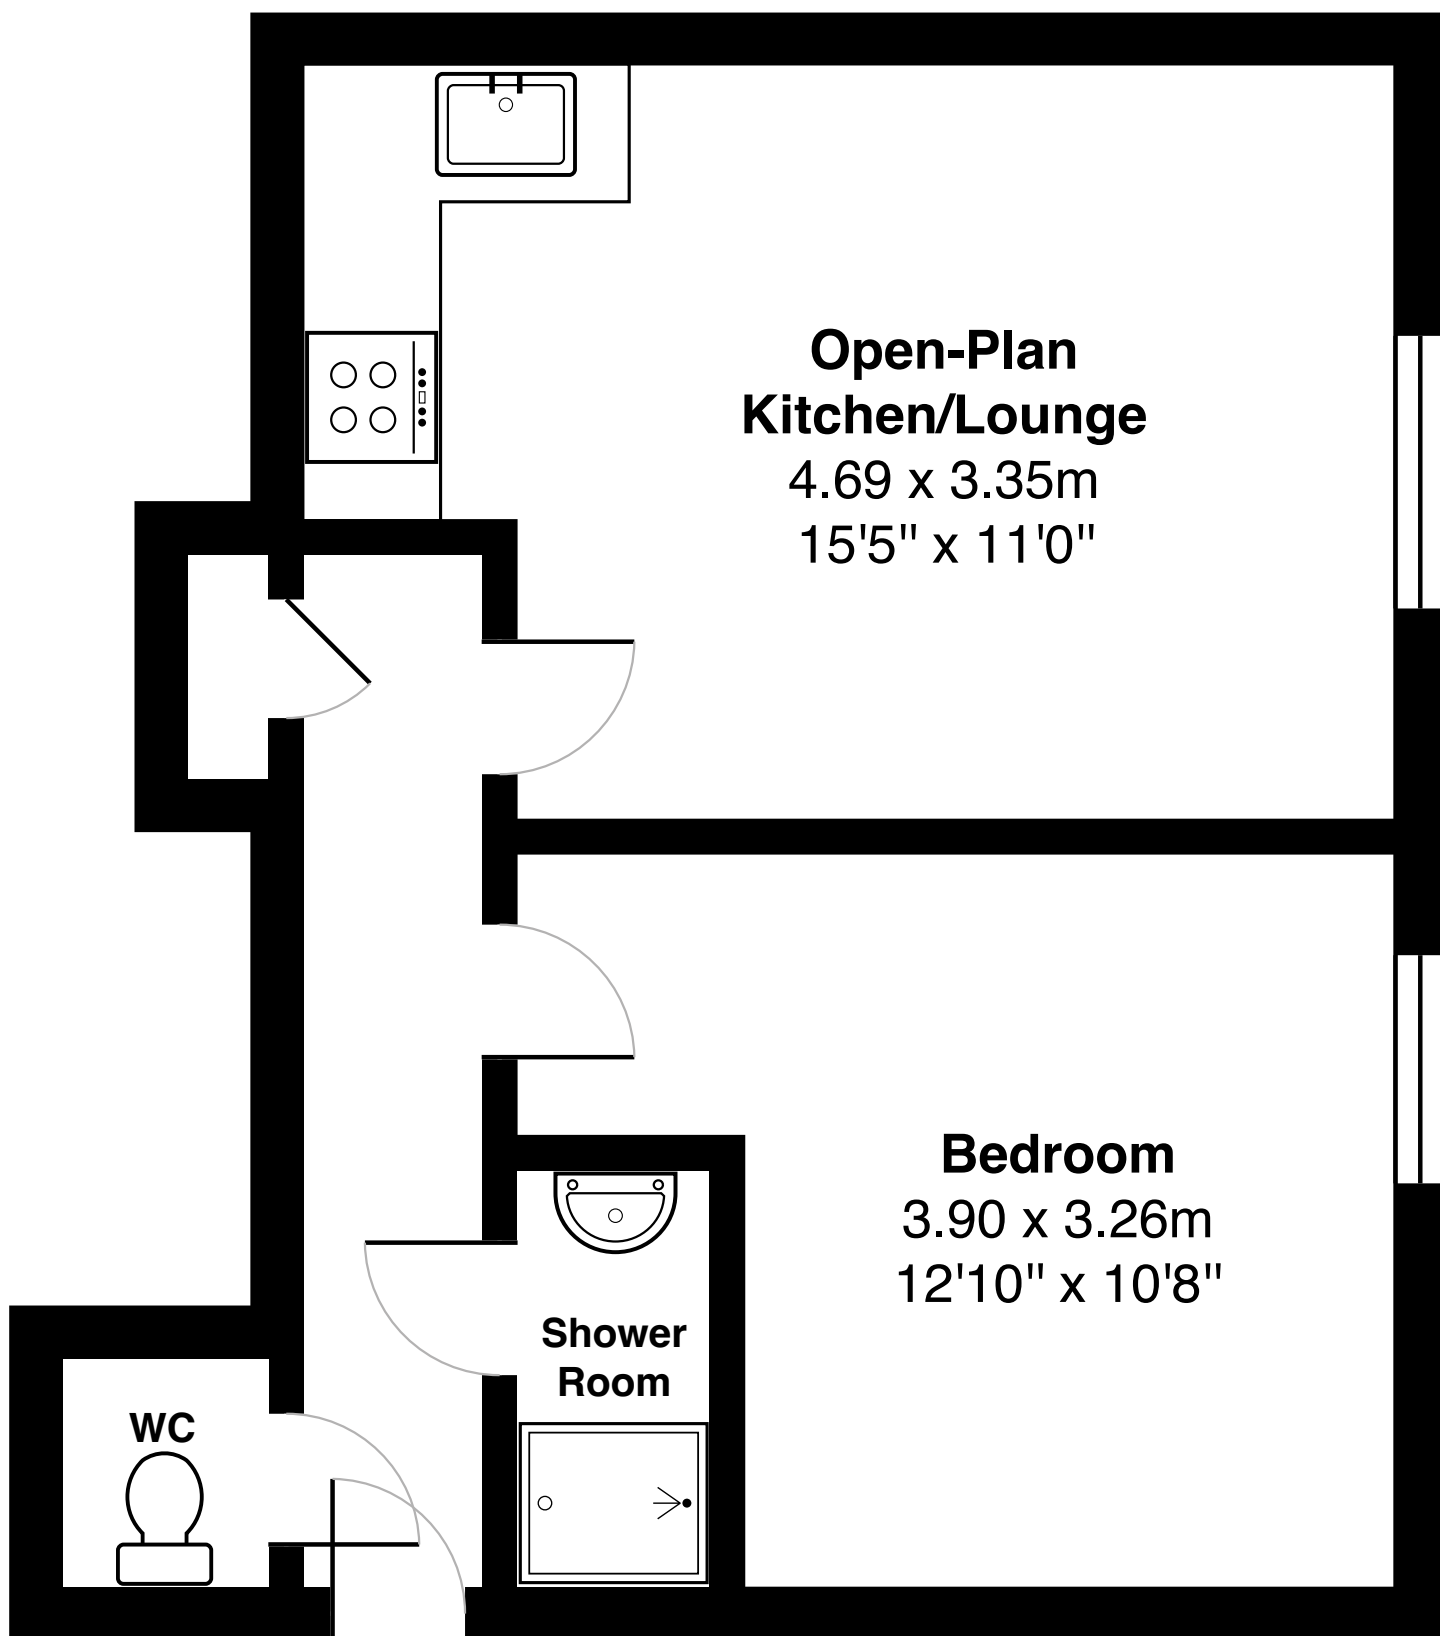 Open-Plan
Kitchen/Lounge
4.69 x 3.35m
15'5" x 11'0"
Bedroom
3.90 x 3.26m
12'10" x 10'8"
Shower
Room
WC